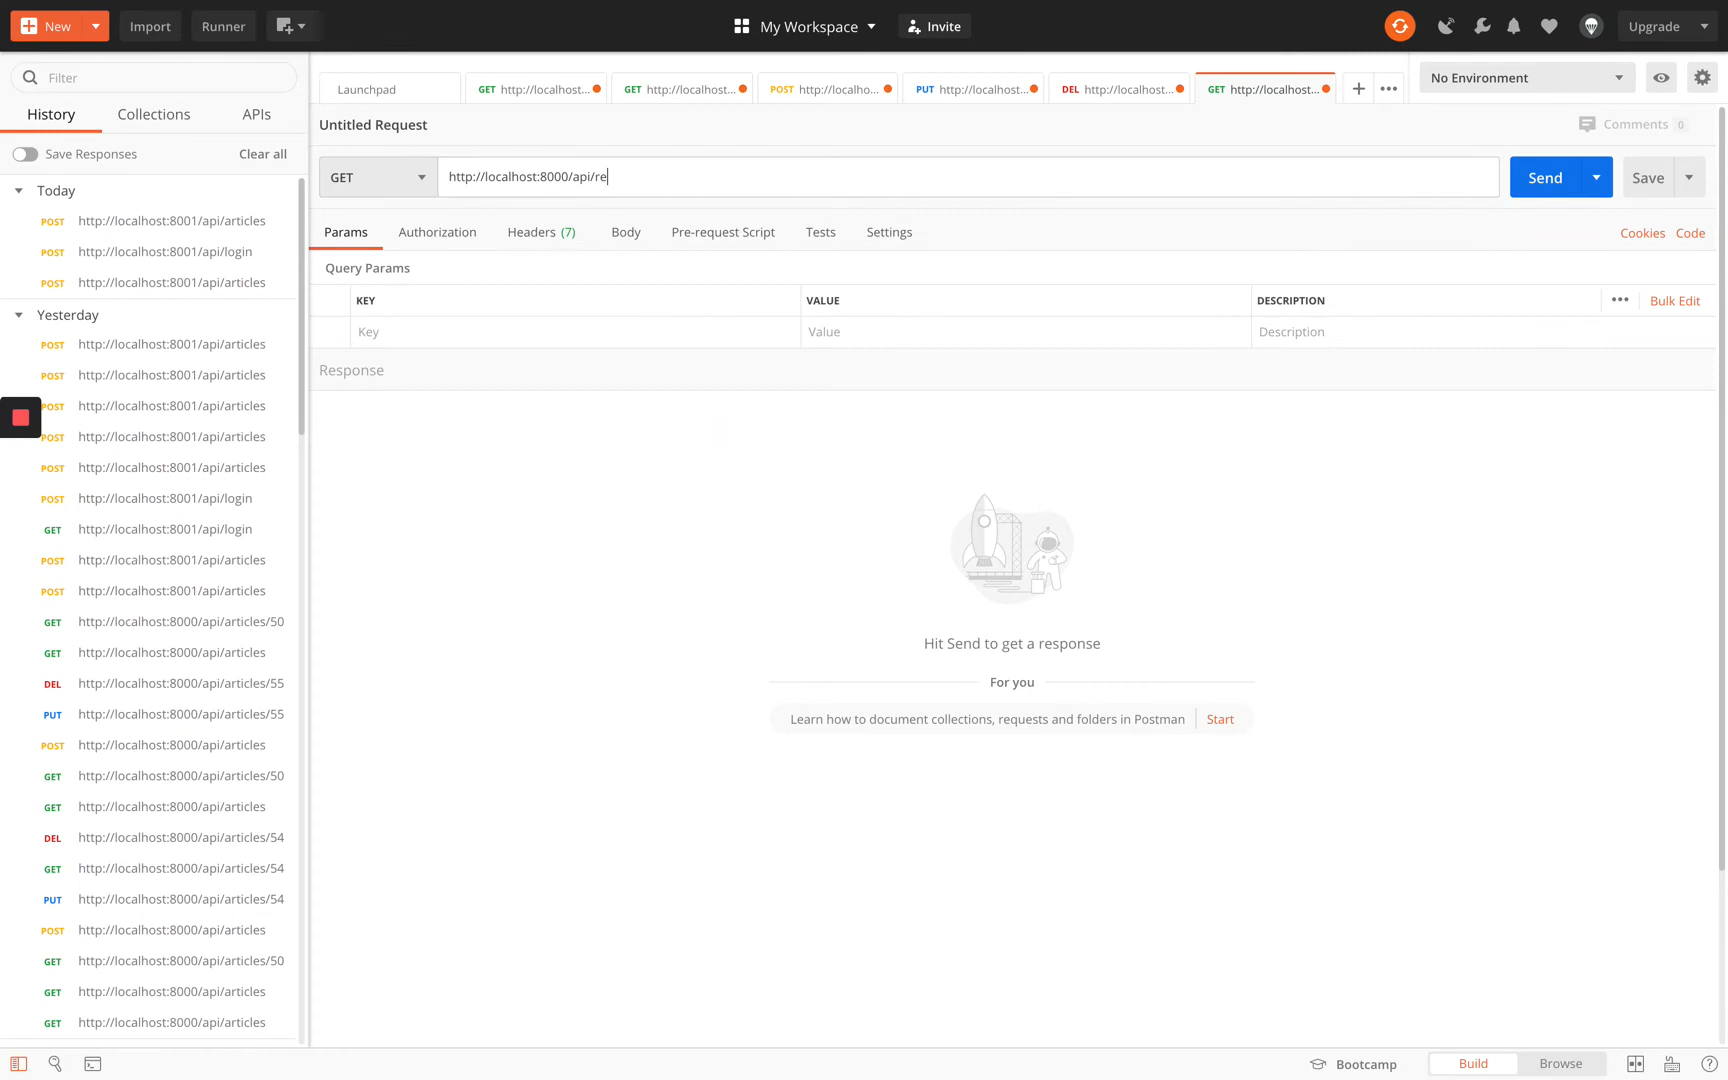 New
Import
Runner
My Workspace
Invite
Upgrade
Filter
History
Collections
APIs
Save Responses
Clear all
Today
POST http://localhost:8001/api/articles
POST http://localhost:8001/api/login
POST http://localhost:8001/api/articles
Yesterday
POST http://localhost:8001/api/articles
POST http://localhost:8001/api/articles
POST http://localhost:8001/api/articles
POST http://localhost:8001/api/articles
POST http://localhost:8001/api/articles
POST http://localhost:8001/api/login
GET http://localhost:8001/api/login
POST http://localhost:8001/api/articles
POST http://localhost:8001/api/articles
GET http://localhost:8000/api/articles/50
GET http://localhost:8000/api/articles
DEL http://localhost:8000/api/articles/55
PUT http://localhost:8000/api/articles/55
POST http://localhost:8000/api/articles
GET http://localhost:8000/api/articles/50
GET http://localhost:8000/api/articles
DEL http://localhost:8000/api/articles/54
GET http://localhost:8000/api/articles/54
PUT http://localhost:8000/api/articles/54
POST http://localhost:8000/api/articles
GET http://localhost:8000/api/articles/50
GET http://localhost:8000/api/articles
GET http://localhost:8000/api/articles
Launchpad
GET http://localhost...
GET http://localhost...
POST http://localho...
PUT http://localhost...
DEL http://localhost...
GET http://localhost...
No Environment
Untitled Request
Comments 0
GET
http://localhost:8000/api/re
Send
Save
Params
Authorization
Headers (7)
Body
Pre-request Script
Tests
Settings
Cookies
Code
Query Params
KEY
VALUE
DESCRIPTION
Bulk Edit
Key
Value
Description
Response
Hit Send to get a response
For you
Learn how to document collections, requests and folders in Postman
Start
Bootcamp
Build
Browse